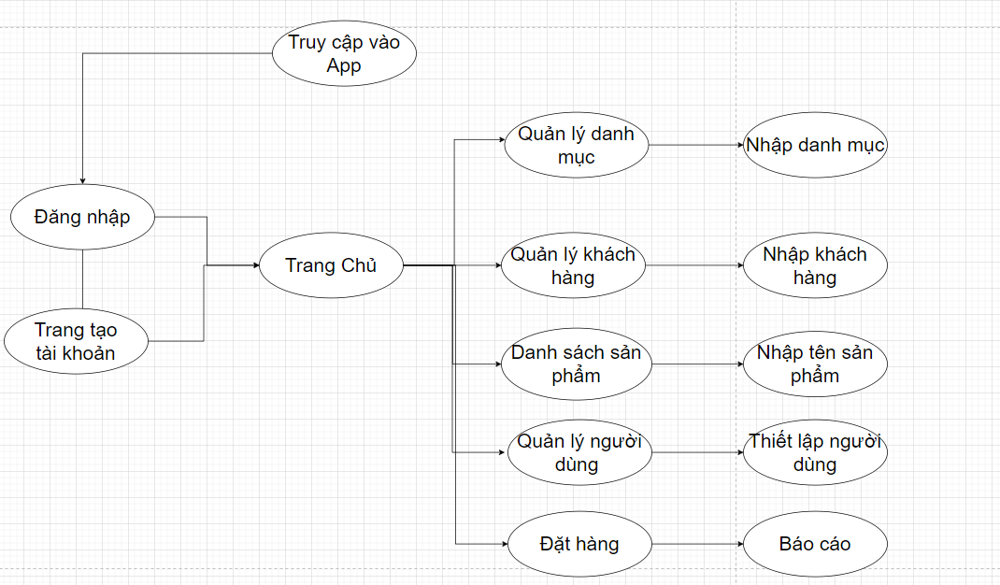 Truy cập vào
App
Đăng nhập
Trang tạo
tài khoản
Trang Chủ
Quản lý danh
mục
Nhập danh mục
Quản lý khách
hàng
Nhập khách
hàng
Danh sách sản
phẩm
Nhập tên sản
phẩm
Quản lý người
dùng
Thiết lập người
dùng
Đặt hàng
Báo cáo